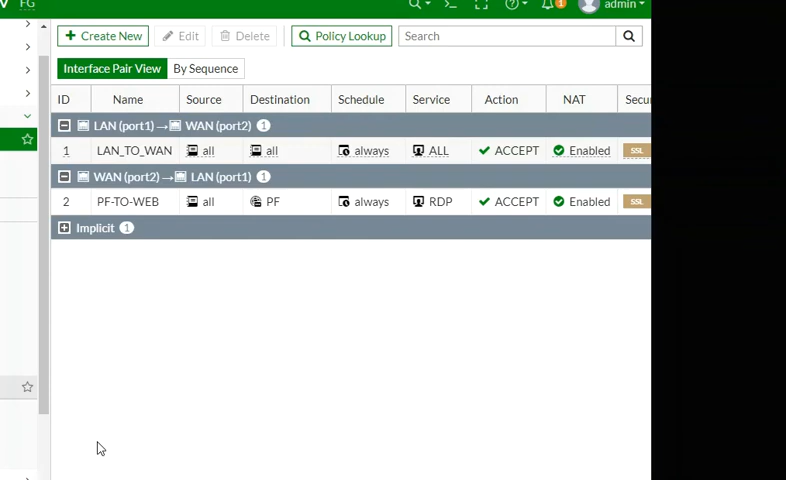 V FG admin
1
+ Create New Edit Delete Policy Lookup Search
Interface Pair View By Sequence
ID Name Source Destination Schedule Service Action NAT Secu
LAN (port1) → WAN (port2) 1
1 LAN_TO_WAN all all always ALL ACCEPT Enabled SSL
WAN (port2) → LAN (port1) 1
2 PF-TO-WEB all PF always RDP ACCEPT Enabled SSL
Implicit 1